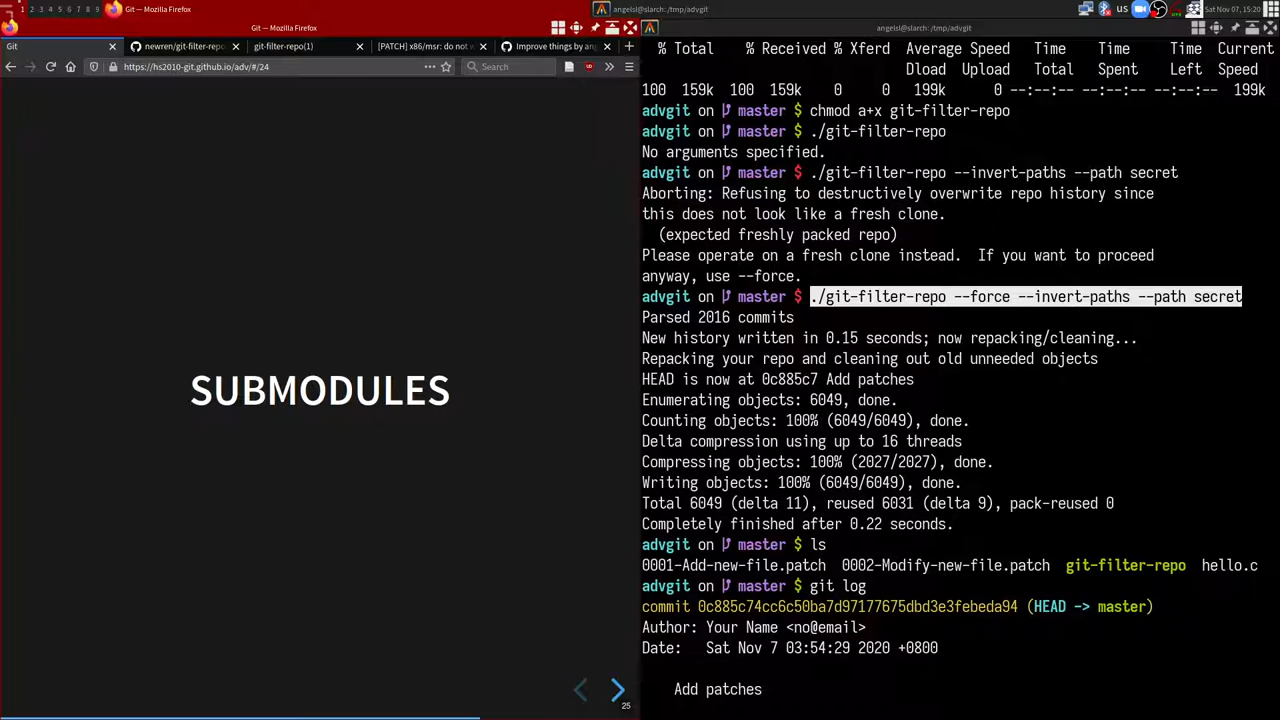 1 2 3 4 5 6 7 8 9 Git — Mozilla Firefox
angelsl@slarch:/tmp/advgit
US
Sat Nov 07, 15:20
Git — Mozilla Firefox
angelsl@slarch:/tmp/advgit
Git
newren/git-filter-repo
git-filter-repo(1)
[PATCH] x86/msr: do not w
Improve things by an
https://hs2010-git.github.io/adv/#/24
Search
SUBMODULES
25
% Total % Received % Xferd Average Speed Time Time Time Current
Dload Upload Total Spent Left Speed
100 159k 100 159k 0 0 199k 0 --:--:-- --:--:-- --:--:-- 199k
advgit on master $ chmod a+x git-filter-repo
advgit on master $ ./git-filter-repo
No arguments specified.
advgit on master $ ./git-filter-repo --invert-paths --path secret
Aborting: Refusing to destructively overwrite repo history since
this does not look like a fresh clone.
(expected freshly packed repo)
Please operate on a fresh clone instead. If you want to proceed
anyway, use --force.
advgit on master $ ./git-filter-repo --force --invert-paths --path secret
Parsed 2016 commits
New history written in 0.15 seconds; now repacking/cleaning...
Repacking your repo and cleaning out old unneeded objects
HEAD is now at 0c885c7 Add patches
Enumerating objects: 6049, done.
Counting objects: 100% (6049/6049), done.
Delta compression using up to 16 threads
Compressing objects: 100% (2027/2027), done.
Writing objects: 100% (6049/6049), done.
Total 6049 (delta 11), reused 6031 (delta 9), pack-reused 0
Completely finished after 0.22 seconds.
advgit on master $ ls
0001-Add-new-file.patch 0002-Modify-new-file.patch git-filter-repo hello.c
advgit on master $ git log
commit 0c885c74cc6c50ba7d97177675dbd3e3febeda94 (HEAD -> master)
Author: Your Name <no@email>
Date: Sat Nov 7 03:54:29 2020 +0800
Add patches